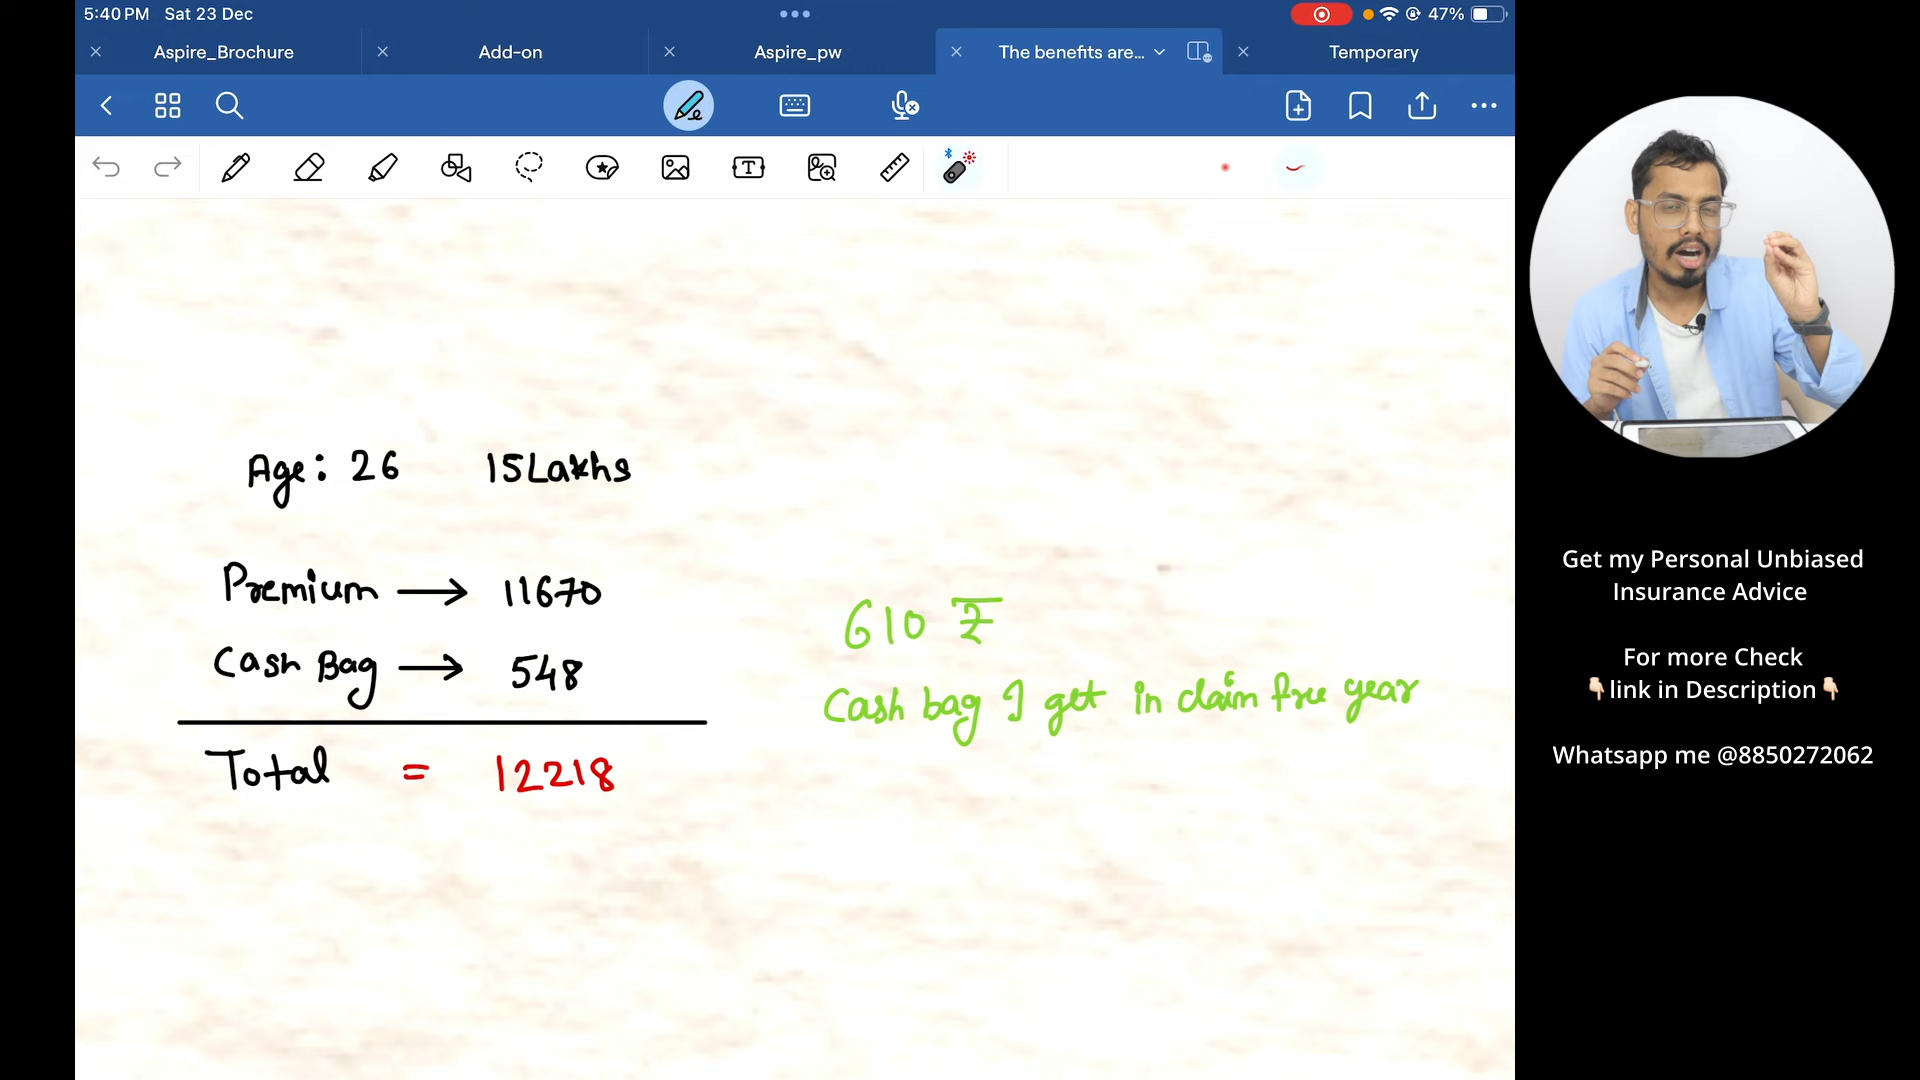 5:40 PM Sat 23 Dec
47%
Aspire_Brochure
Add-on
Aspire_pw
The benefits are...
Temporary
T
Age: 26 15 Lakhs
Premium → 11670
Cash Bag → 548
Total = 12218
610 ₹
Cash bag I get in claim free year
Get my Personal Unbiased
Insurance Advice
For more Check
👇🏻link in Description👇🏻
Whatsapp me @8850272062